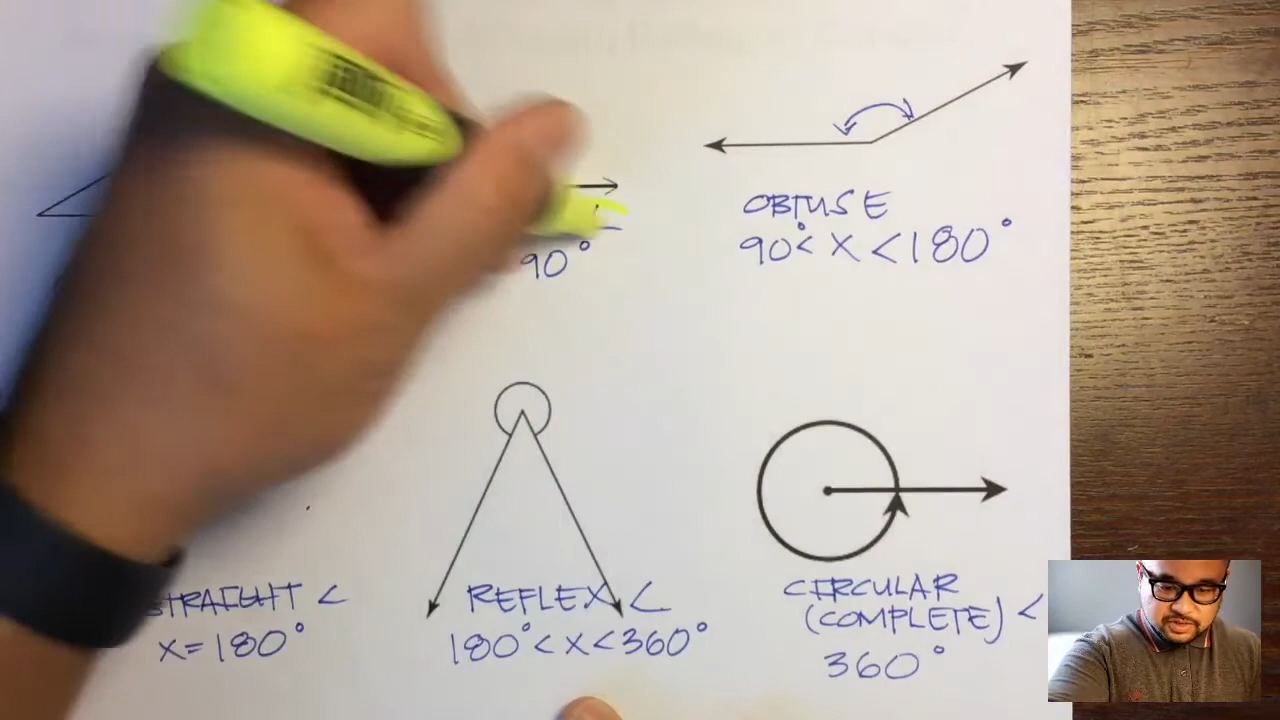 90°
OBTUSE
90°< X <180°
STRAIGHT <
X=180°
REFLEX <
180°< X <360°
CIRCULAR
(COMPLETE) <
360°